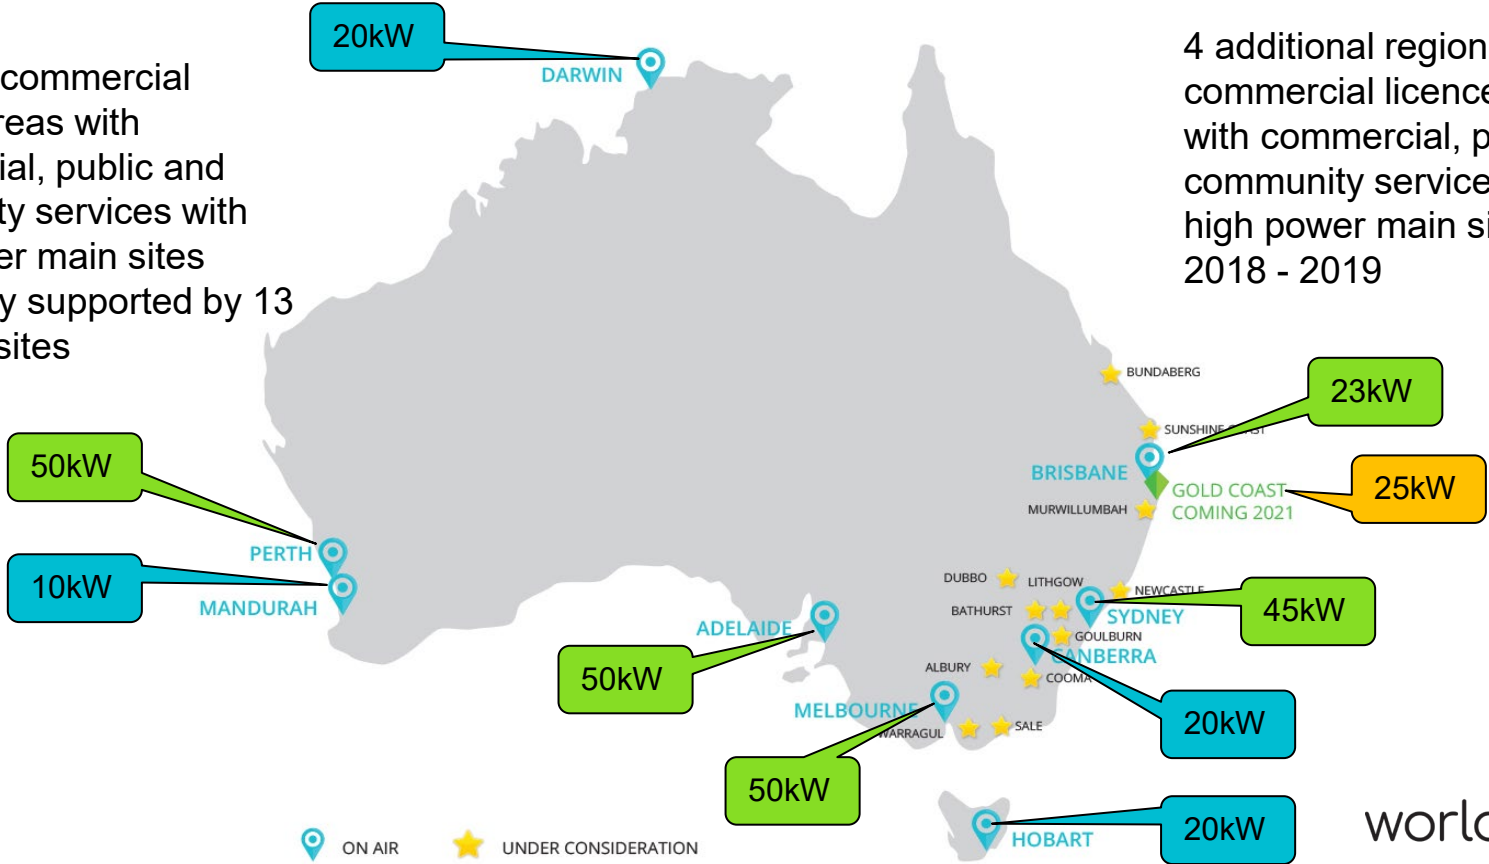 commercial
reas with
ial, public and
ty services with
er main sites
y supported by 13
sites
4 additional region
commercial licence
with commercial, p
community service
high power main si
2018 - 2019
20kW
DARWIN
BUNDABERG
23kW
SUNSHINE COAST
50kW
BRISBANE
GOLD COAST
COMING 2021
25kW
MURWILLUMBAH
PERTH
10kW
MANDURAH
DUBBO
LITHGOW
NEWCASTLE
BATHURST
SYDNEY
45kW
ADELAIDE
GOULBURN
CANBERRA
50kW
ALBURY
COOMA
MELBOURNE
20kW
WARRAGUL
SALE
50kW
HOBART
20kW
ON AIR
UNDER CONSIDERATION
world